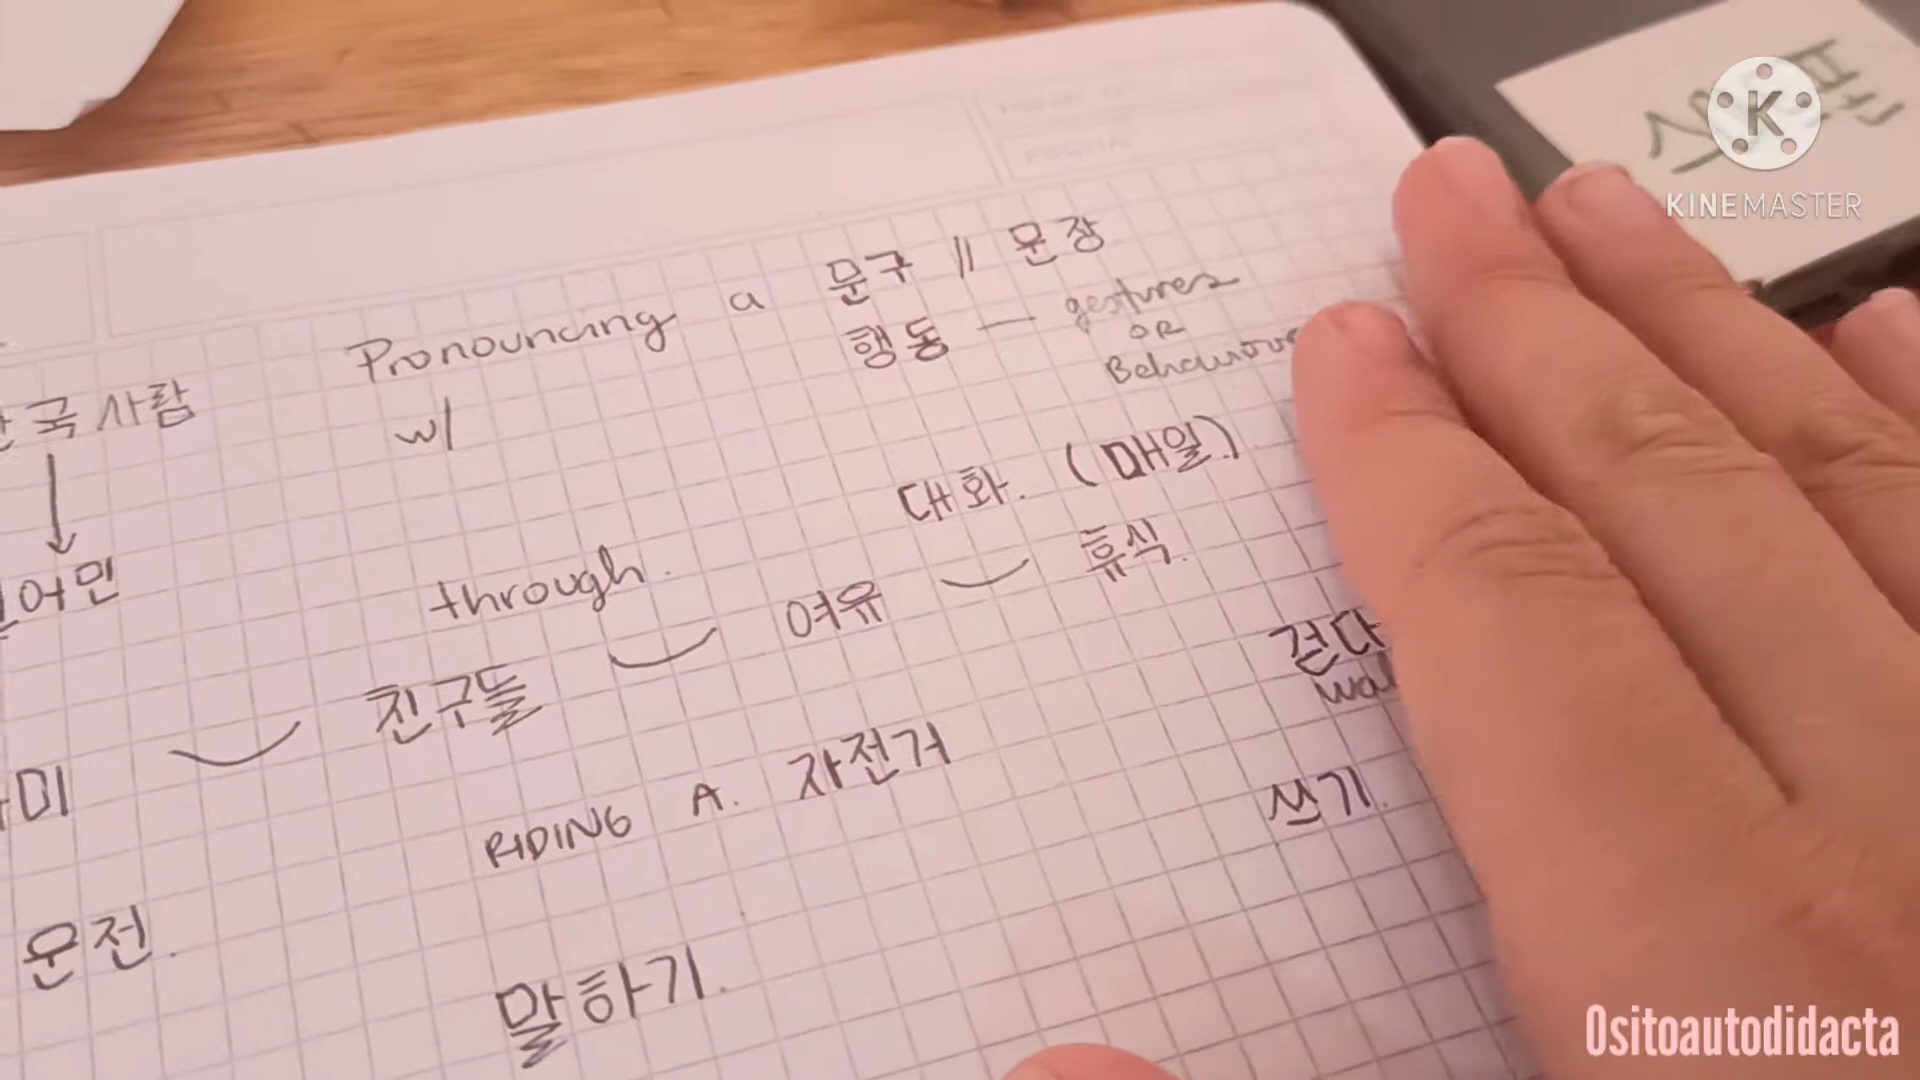 Pronouncing a 문구 // 문장
w/ 행동 — gestures
OR
Behaviour
국사람
어민
through.
대화. (매일)
미 친구들 여유 휴식.
걷다
RIDING A. 자전거
쓰기.
운전.
말하기.
K
KINEMASTER
Ositoautodidacta